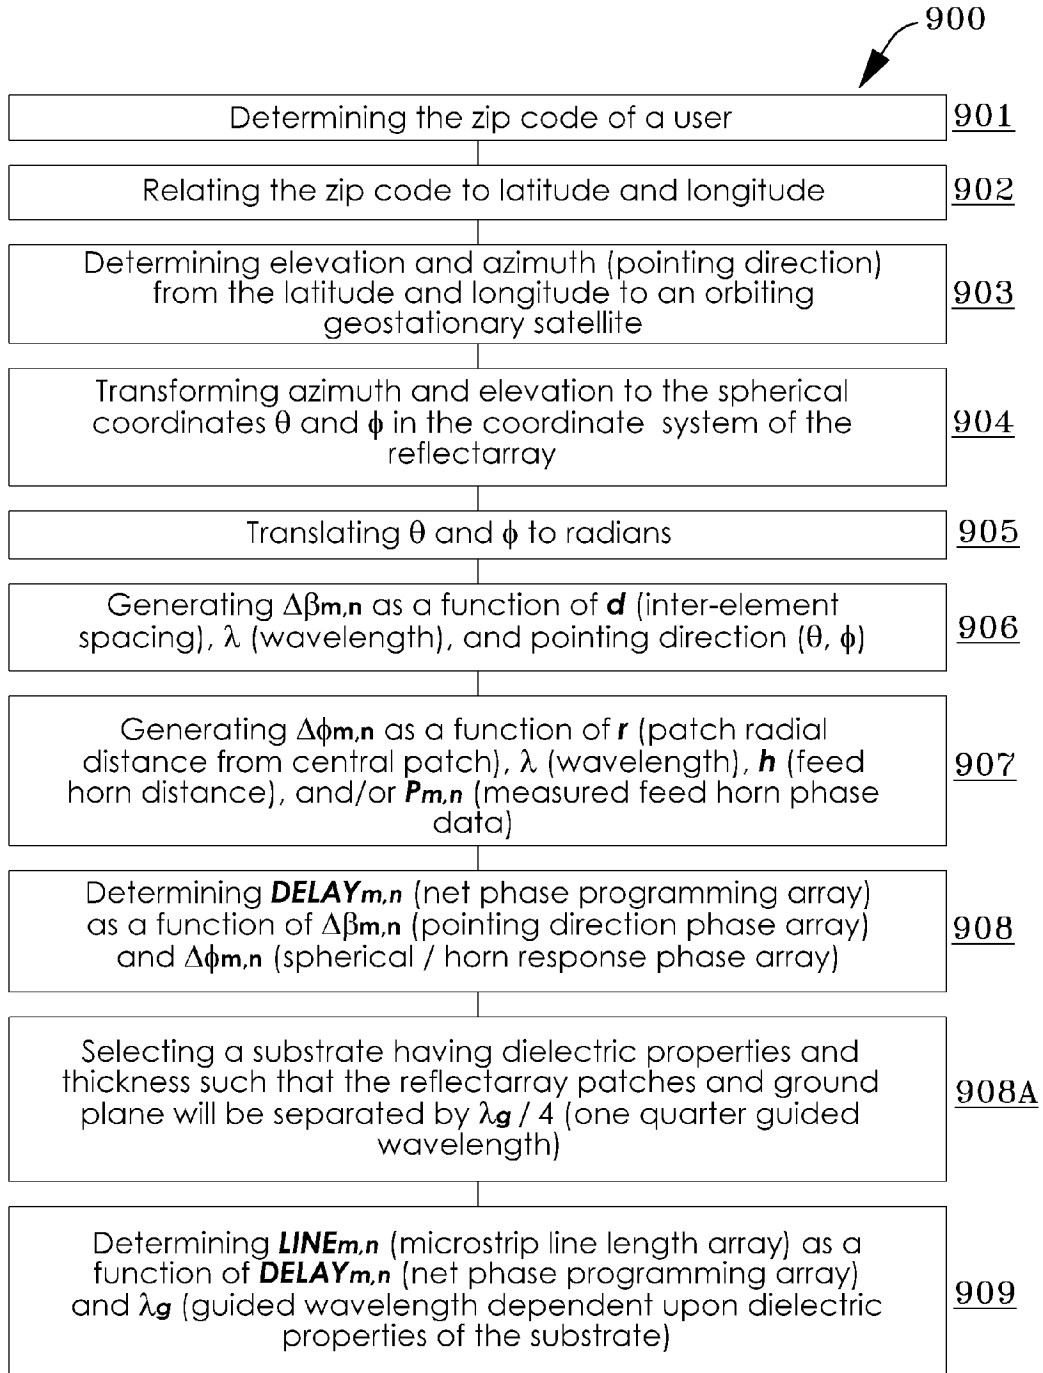 900
Determining the zip code of a user
901
Relating the zip code to latitude and longitude
902
Determining elevation and azimuth (pointing direction)
from the latitude and longitude to an orbiting
geostationary satellite
903
Transforming azimuth and elevation to the spherical
coordinates θ and ϕ in the coordinate system of the
reflectarray
904
Translating θ and ϕ to radians
905
Generating Δβm,n as a function of d (inter-element
spacing), λ (wavelength), and pointing direction (θ, ϕ)
906
Generating Δϕm,n as a function of r (patch radial
distance from central patch), λ (wavelength), h (feed
horn distance), and/or Pm,n (measured feed horn phase
data)
907
Determining DELAYm,n (net phase programming array)
as a function of Δβm,n (pointing direction phase array)
and Δϕm,n (spherical / horn response phase array)
908
Selecting a substrate having dielectric properties and
thickness such that the reflectarray patches and ground
plane will be separated by λg / 4 (one quarter guided
wavelength)
908A
Determining LINEm,n (microstrip line length array) as a
function of DELAYm,n (net phase programming array)
and λg (guided wavelength dependent upon dielectric
properties of the substrate)
909